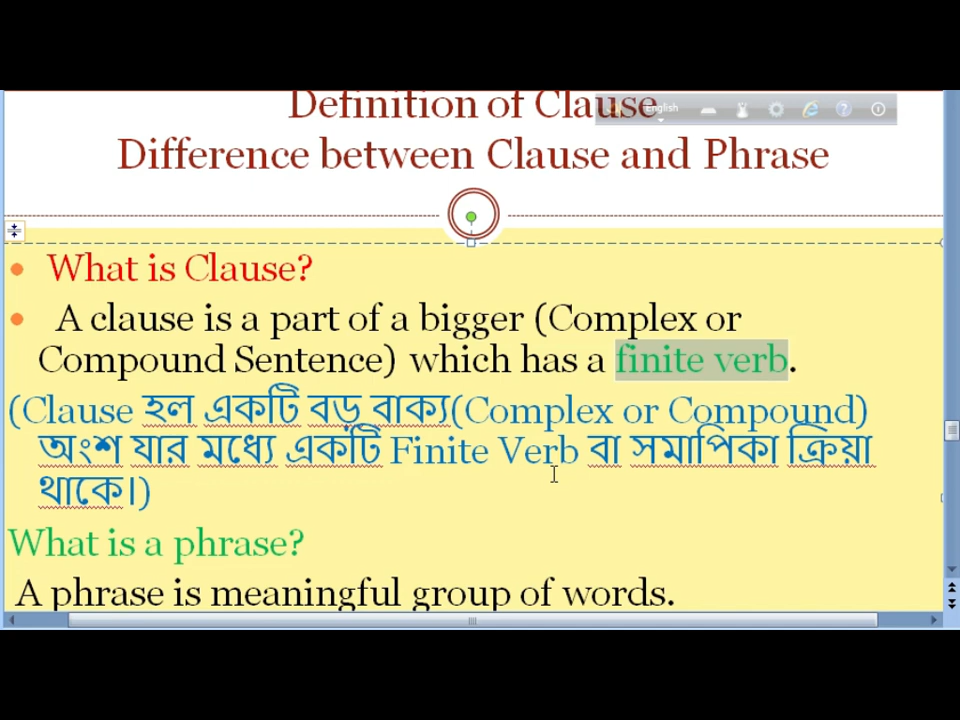 Definition of Clause
English
Difference between Clause and Phrase
What is Clause?
A clause is a part of a bigger (Complex or
Compound Sentence) which has a finite verb.
(Clause হল একটি বড় বাক্য(Complex or Compound)
অংশ যার মধ্যে একটি Finite Verb বা সমাপিকা ক্রিয়া
থাকে।)
What is a phrase?
A phrase is meaningful group of words.